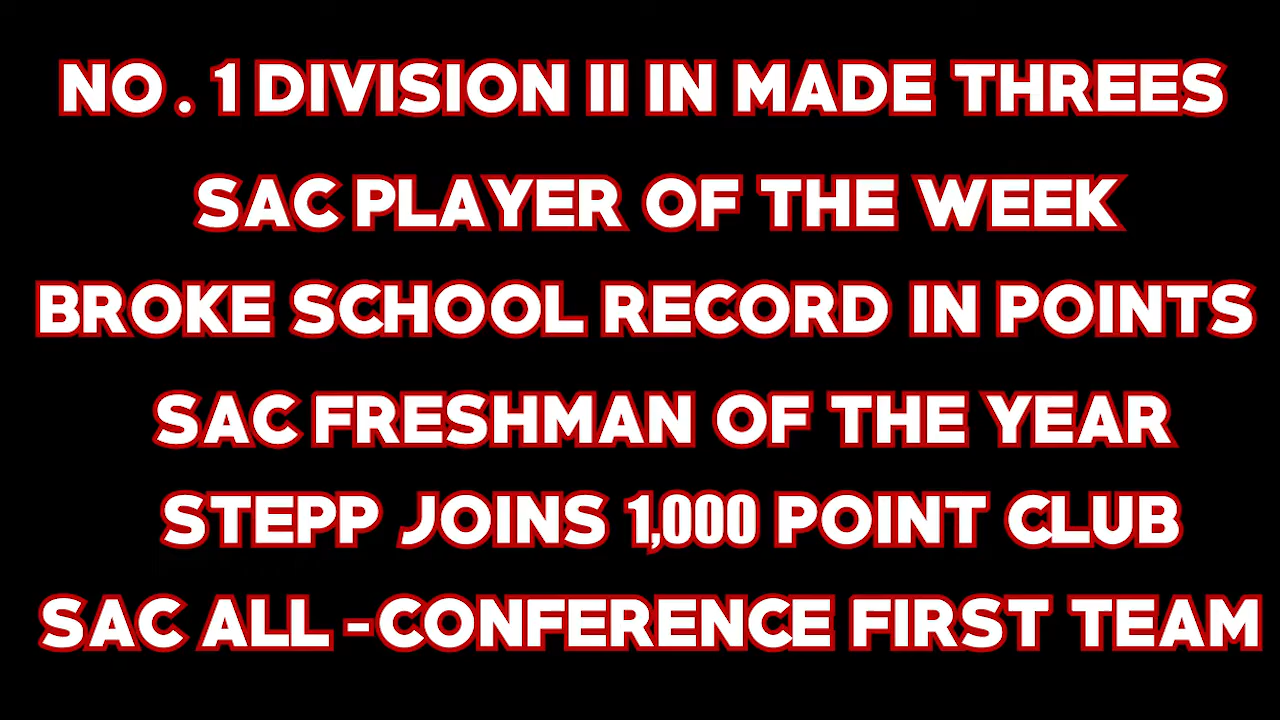 NO . 1 DIVISION II IN MADE THREES
SAC PLAYER OF THE WEEK
BROKE SCHOOL RECORD IN POINTS
SAC FRESHMAN OF THE YEAR
STEPP JOINS 1,000 POINT CLUB
SAC ALL -CONFERENCE FIRST TEAM